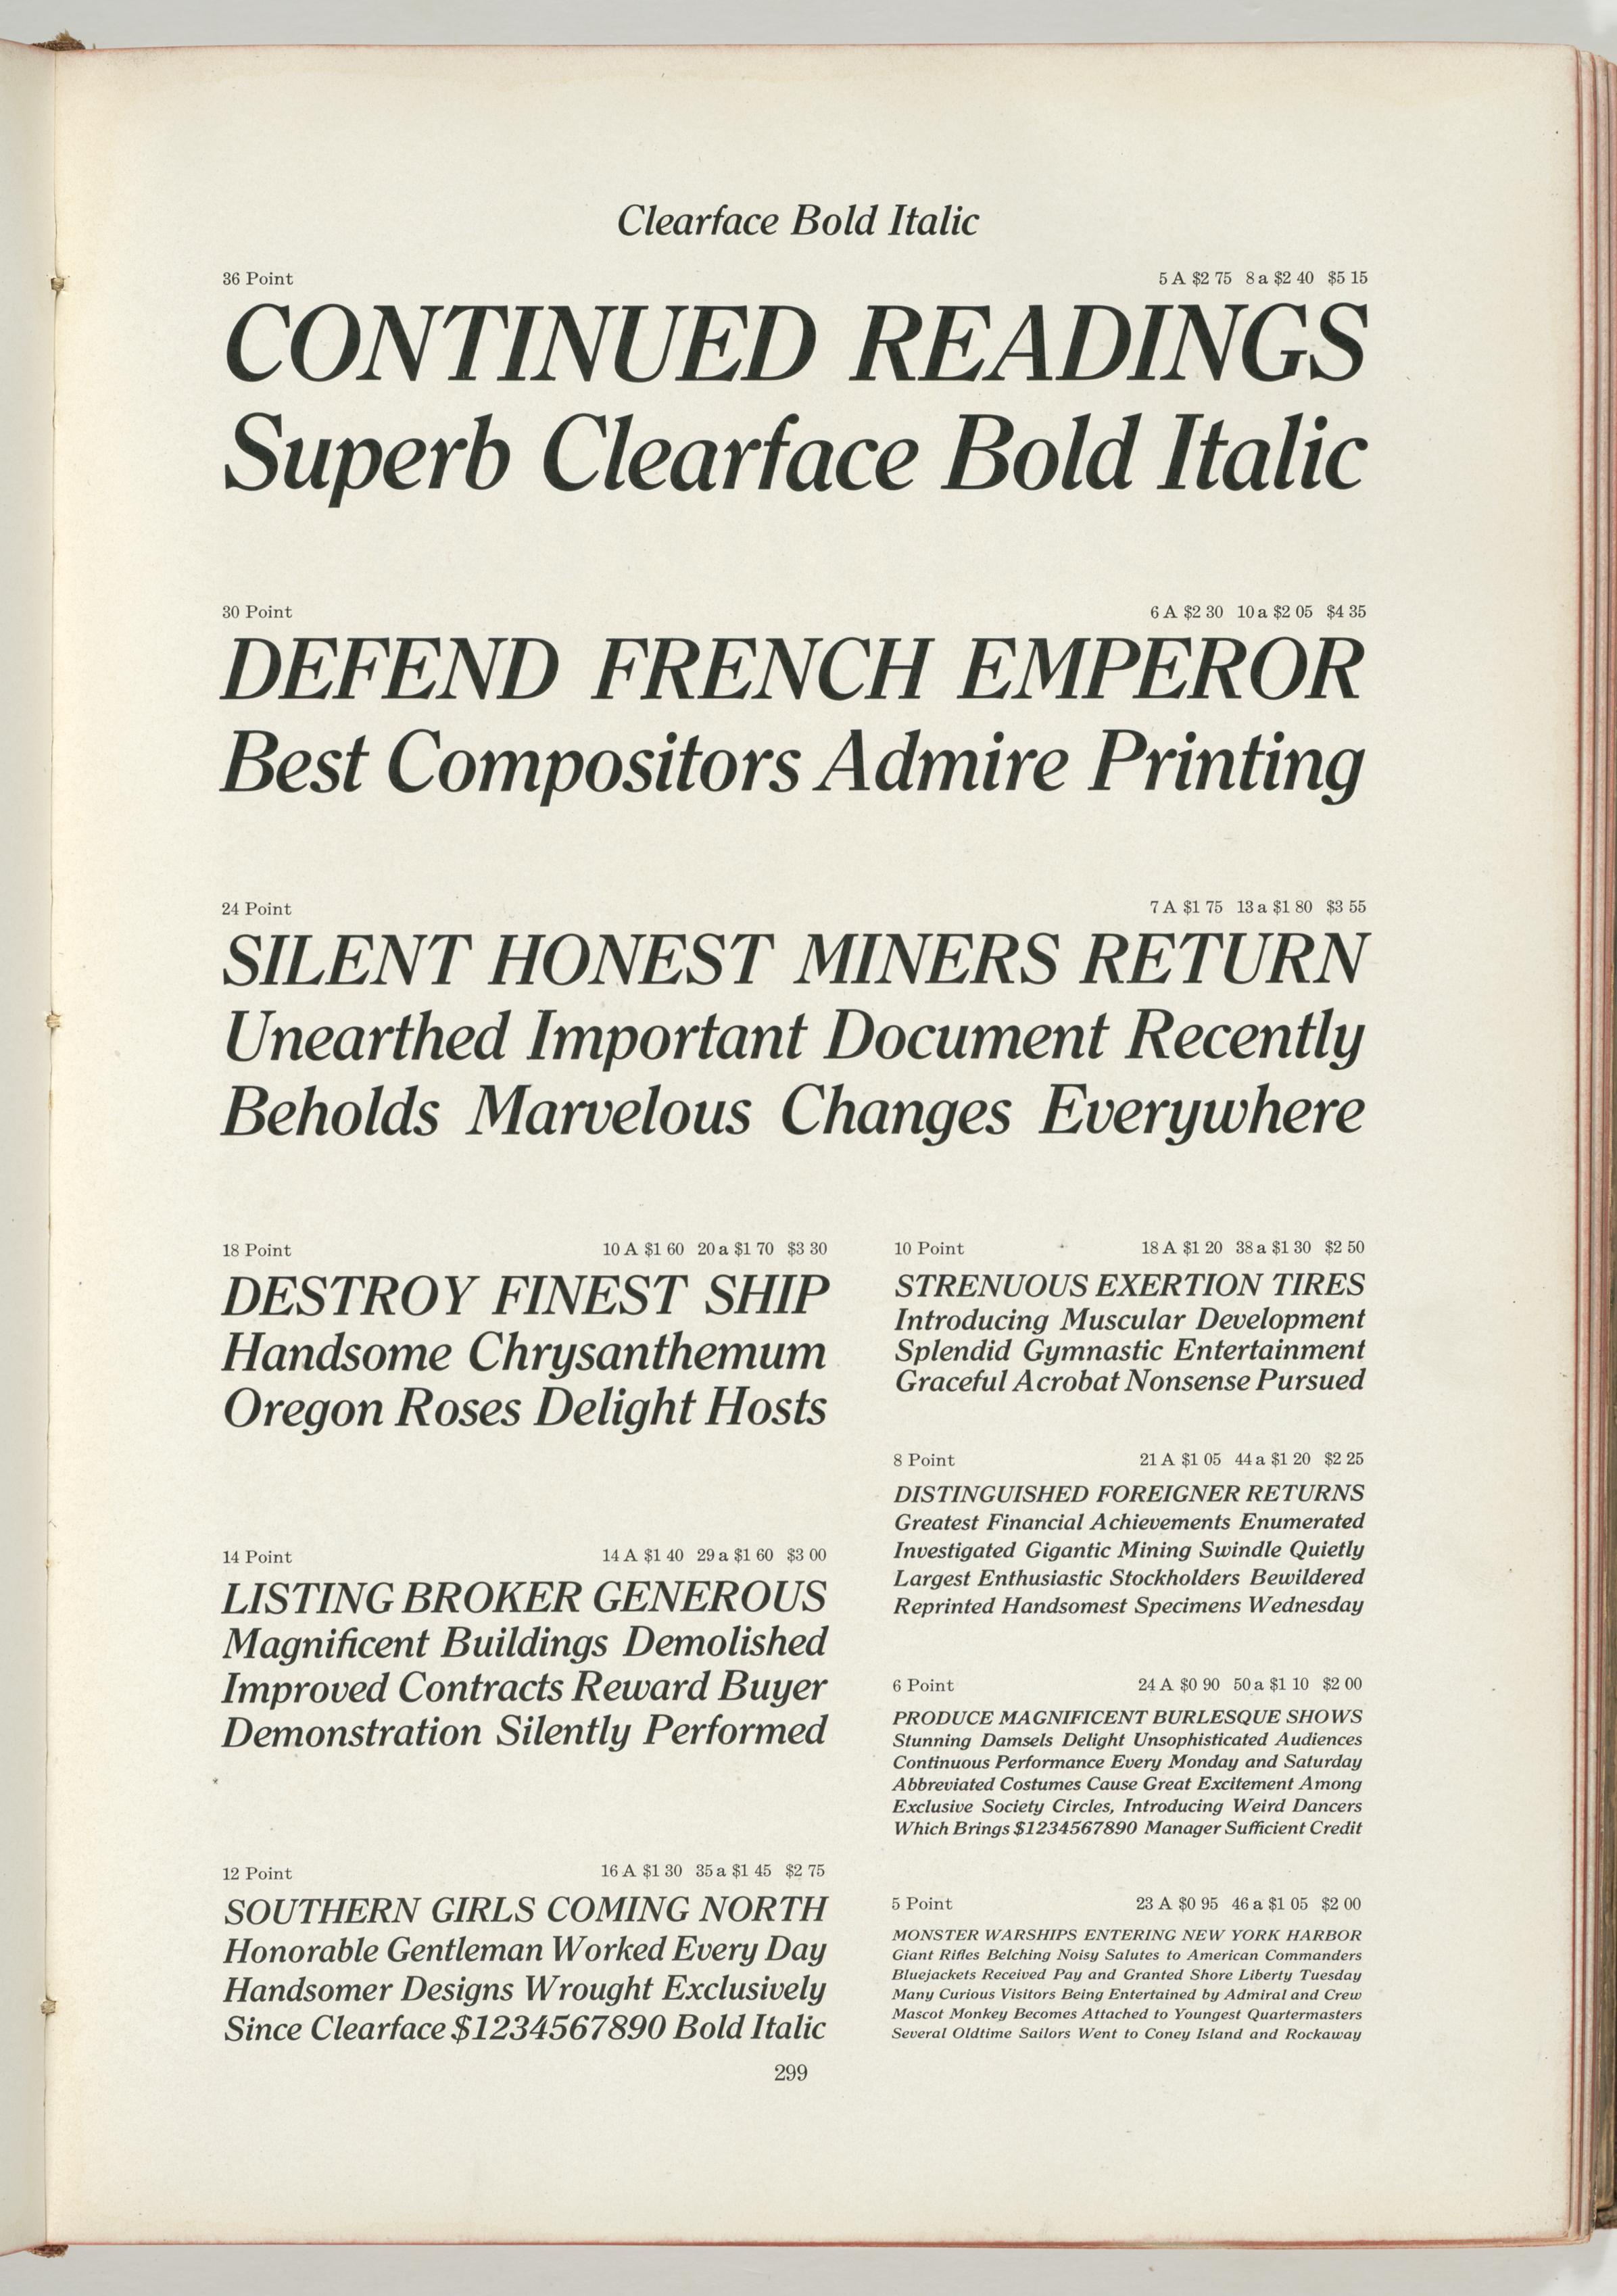 Clearface Bold Italic
36 Point 5 A $2 75 8 a $2 40 $5 15
CONTINUED READINGS
Superb Clearface Bold Italic
30 Point 6 A $2 30 10 a $2 05 $4 35
DEFEND FRENCH EMPEROR
Best Compositors Admire Printing
24 Point 7 A $1 75 13 a $1 80 $3 55
SILENT HONEST MINERS RETURN
Unearthed Important Document Recently
Beholds Marvelous Changes Everywhere
18 Point 10 A $1 60 20 a $1 70 $3 30
DESTROY FINEST SHIP
Handsome Chrysanthemum
Oregon Roses Delight Hosts
14 Point 14 A $1 40 29 a $1 60 $3 00
LISTING BROKER GENEROUS
Magnificent Buildings Demolished
Improved Contracts Reward Buyer
Demonstration Silently Performed
12 Point 16 A $1 30 35 a $1 45 $2 75
SOUTHERN GIRLS COMING NORTH
Honorable Gentleman Worked Every Day
Handsomer Designs Wrought Exclusively
Since Clearface $1234567890 Bold Italic
10 Point 18 A $1 20 38 a $1 30 $2 50
STRENUOUS EXERTION TIRES
Introducing Muscular Development
Splendid Gymnastic Entertainment
Graceful Acrobat Nonsense Pursued
8 Point 21 A $1 05 44 a $1 20 $2 25
DISTINGUISHED FOREIGNER RETURNS
Greatest Financial Achievements Enumerated
Investigated Gigantic Mining Swindle Quietly
Largest Enthusiastic Stockholders Bewildered
Reprinted Handsomest Specimens Wednesday
6 Point 24 A $0 90 50 a $1 10 $2 00
PRODUCE MAGNIFICENT BURLESQUE SHOWS
Stunning Damsels Delight Unsophisticated Audiences
Continuous Performance Every Monday and Saturday
Abbreviated Costumes Cause Great Excitement Among
Exclusive Society Circles, Introducing Weird Dancers
Which Brings $1234567890 Manager Sufficient Credit
5 Point 23 A $0 95 46 a $1 05 $2 00
MONSTER WARSHIPS ENTERING NEW YORK HARBOR
Giant Rifles Belching Noisy Salutes to American Commanders
Bluejackets Received Pay and Granted Shore Liberty Tuesday
Many Curious Visitors Being Entertained by Admiral and Crew
Mascot Monkey Becomes Attached to Youngest Quartermasters
Several Oldtime Sailors Went to Coney Island and Rockaway
299